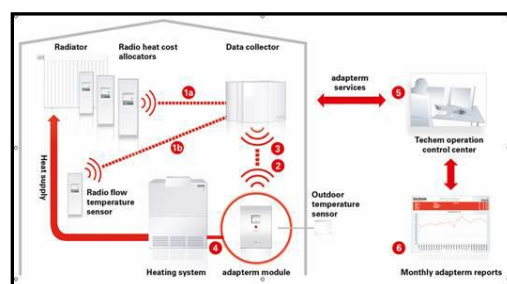 Radiator
Radio heat cost
allocators
Data collector
1a
adapterm
services
5
1b
3
Techem operation
control center
2
Heat supply
Radio flow
temperature
sensor
Outdoor
temperature
sensor
4
6
Heating system
adapterm module
Monthly adapterm reports